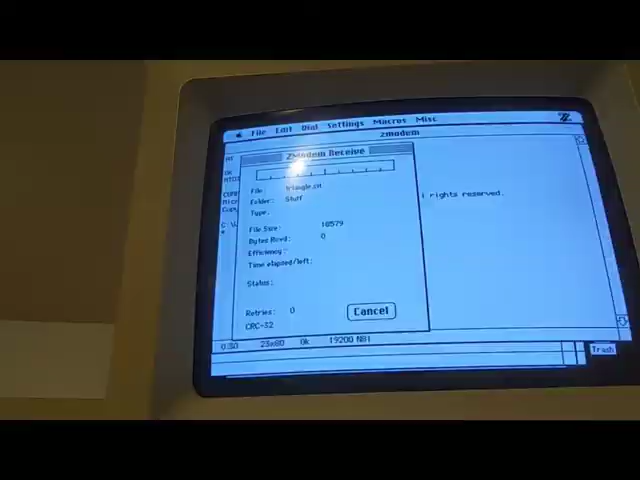 File Edit Dial Settings Macros Misc
zmodem
ZModem Receive
File: triangle.cn
Folder: Stuff
Type:
i rights reserved.
File Size: 10579
Bytes Rcvd: 0
Efficiency:
Time elapsed/left:
Status:
Retries: 0
Cancel
CRC-32
0:30 23x80 Ok 19200 N81
Trash